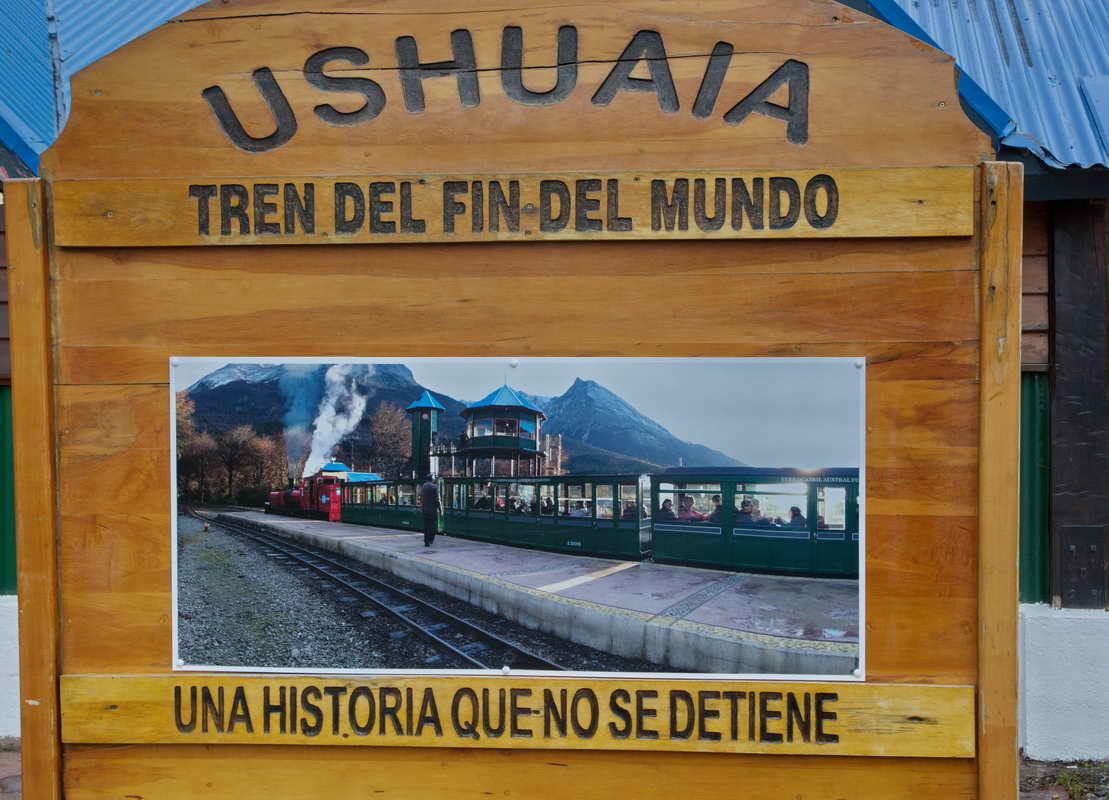 USHUAIA
TREN DEL FIN DEL MUNDO
UNA HISTORIA QUE NO SE DETIENE